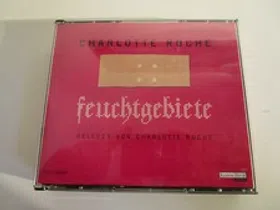 CHARLOTTE ROCHE
feuchtgebiete
GELESEN VON CHARLOTTE ROCHE